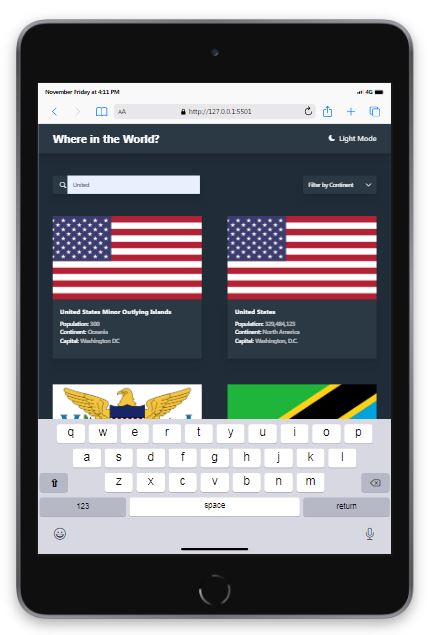 November Friday at 4:11 PM
4G
AA
http://127.0.0.1:5501
Where in the World?
Light Mode
United
Filter by Continent
United States Minor Outlying Islands
Population: 300
Continent: Oceania
Capital: Washington DC
United States
Population: 329,484,123
Continent: North America
Capital: Washington, D.C.
q w e r t y u i o p
a s d f g h j k l
z x c v b n m
123 space return